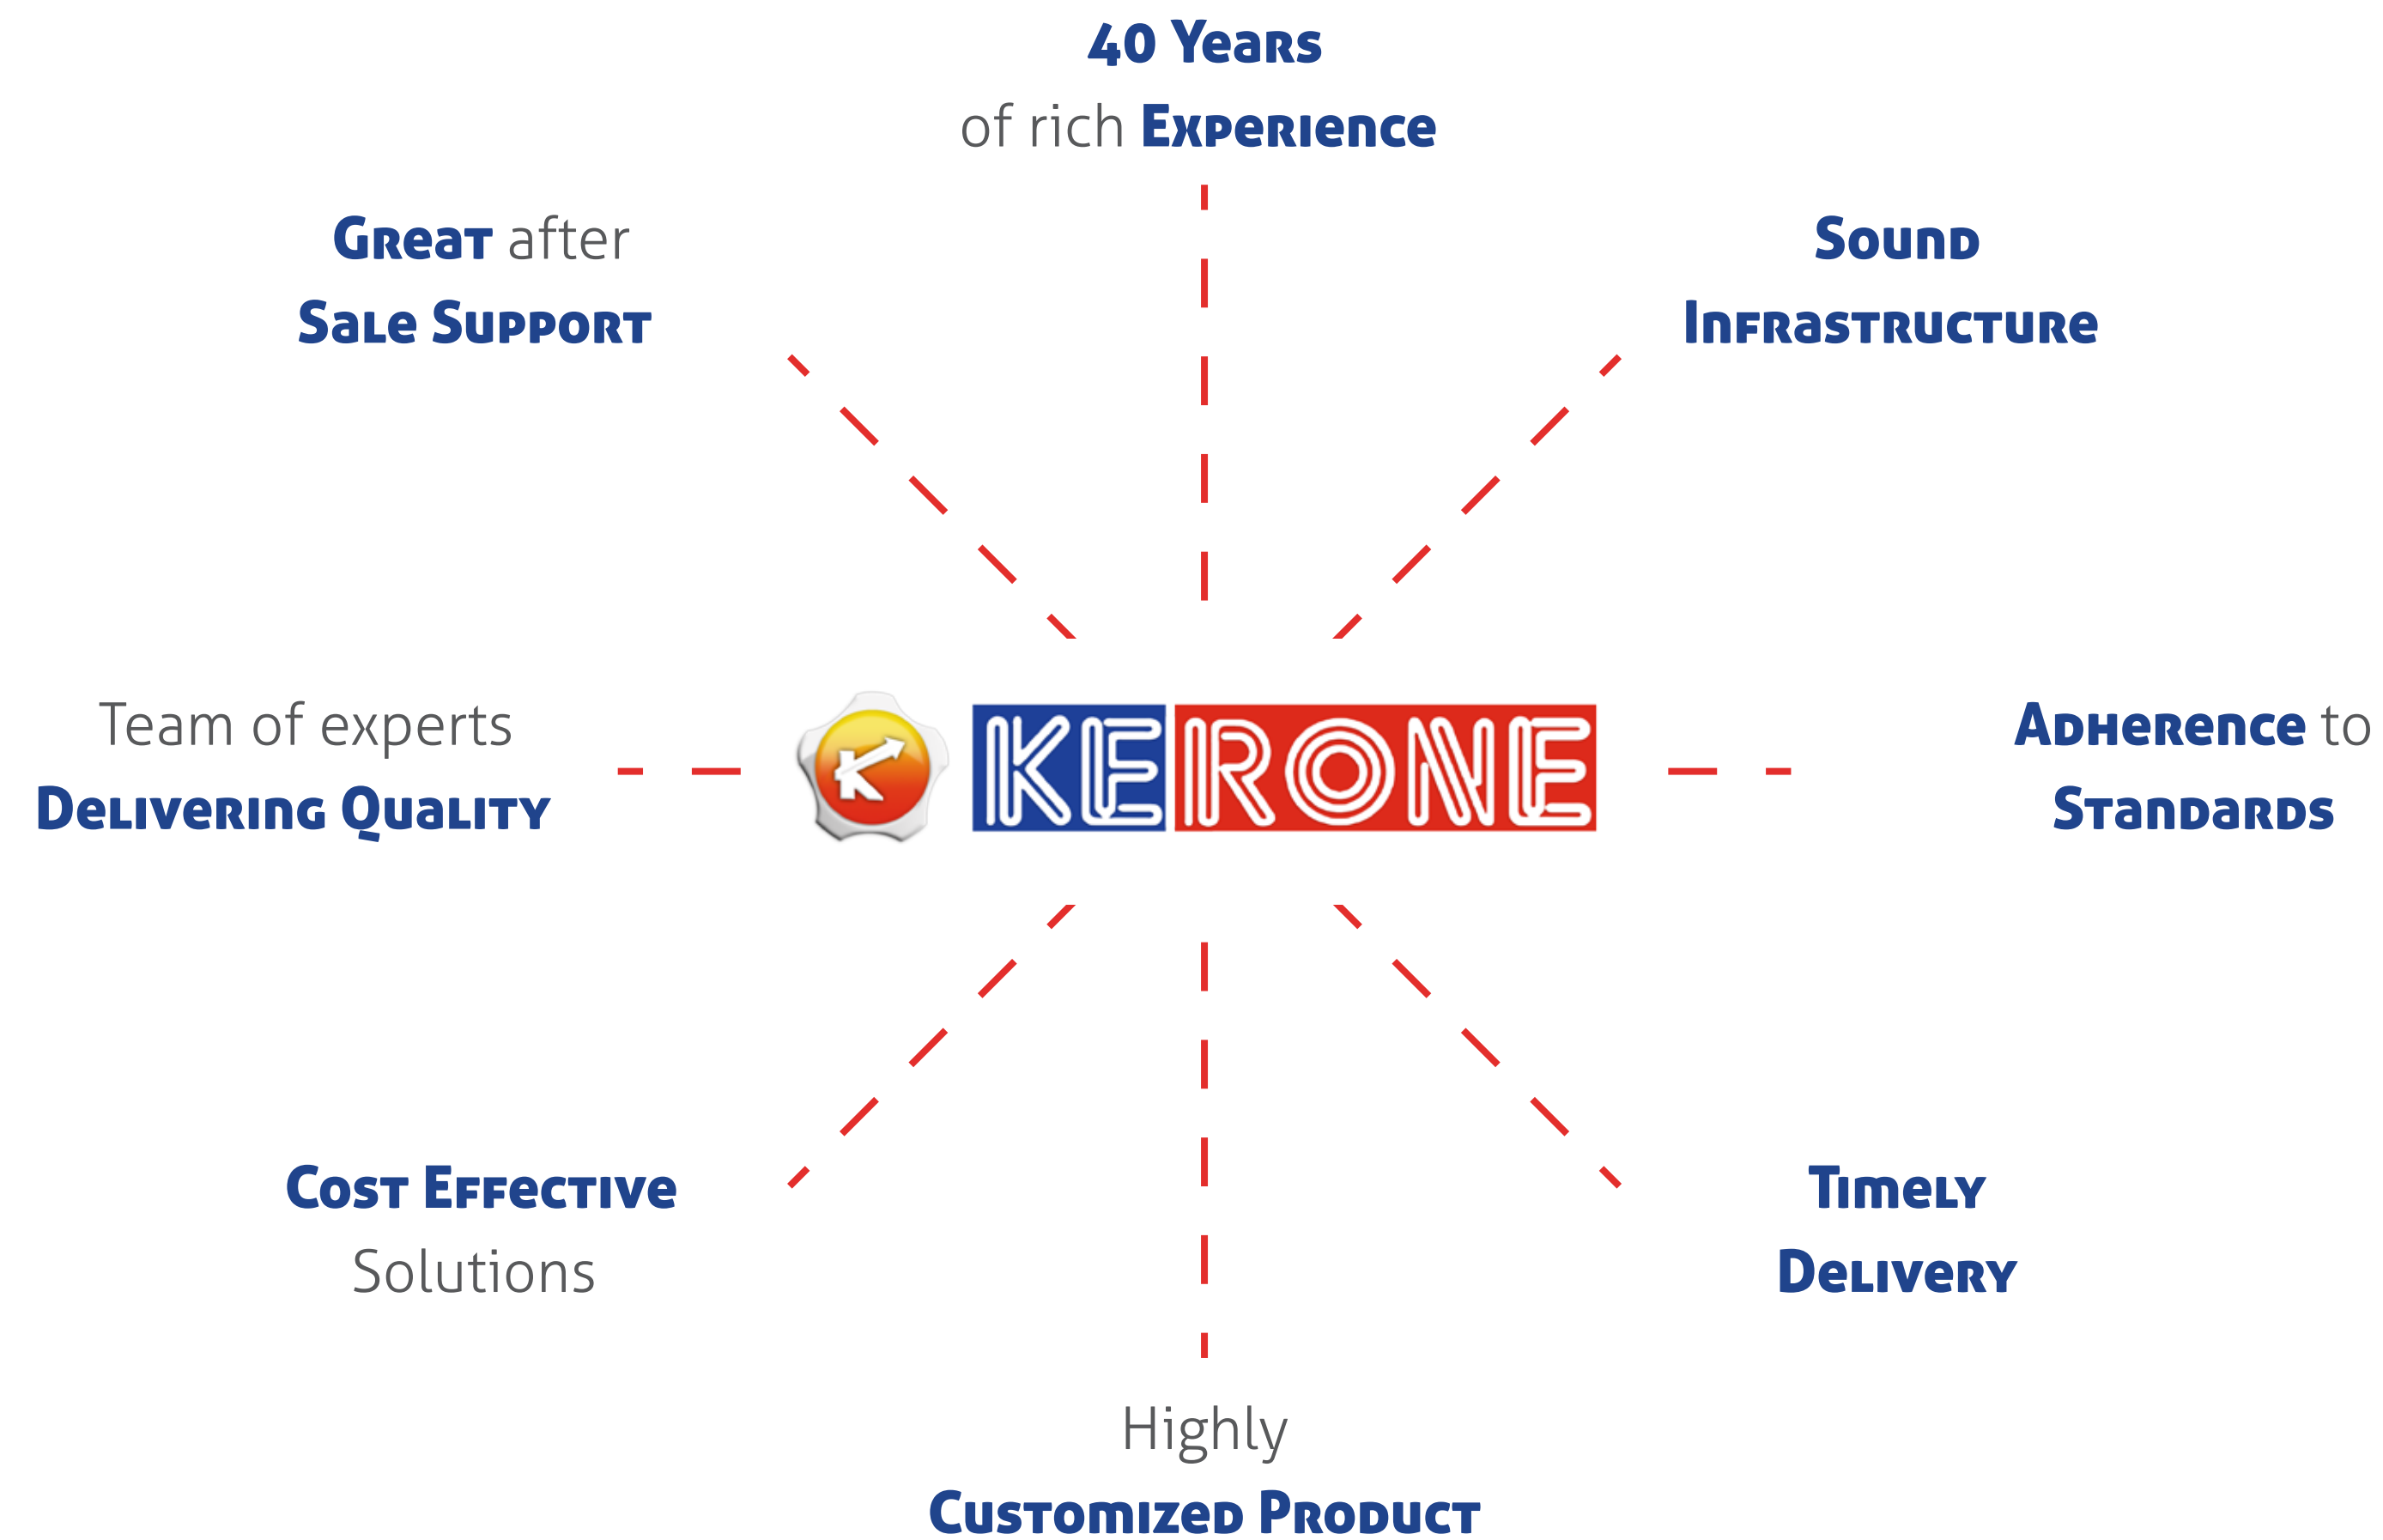 40 Years
of rich Experience
Great after
Sale Support
Sound
Infrastructure
Team of experts
Delivering Quality
K KERONE
Adherence to
Standards
Cost Effective
Solutions
Timely
Delivery
Highly
Customized Product